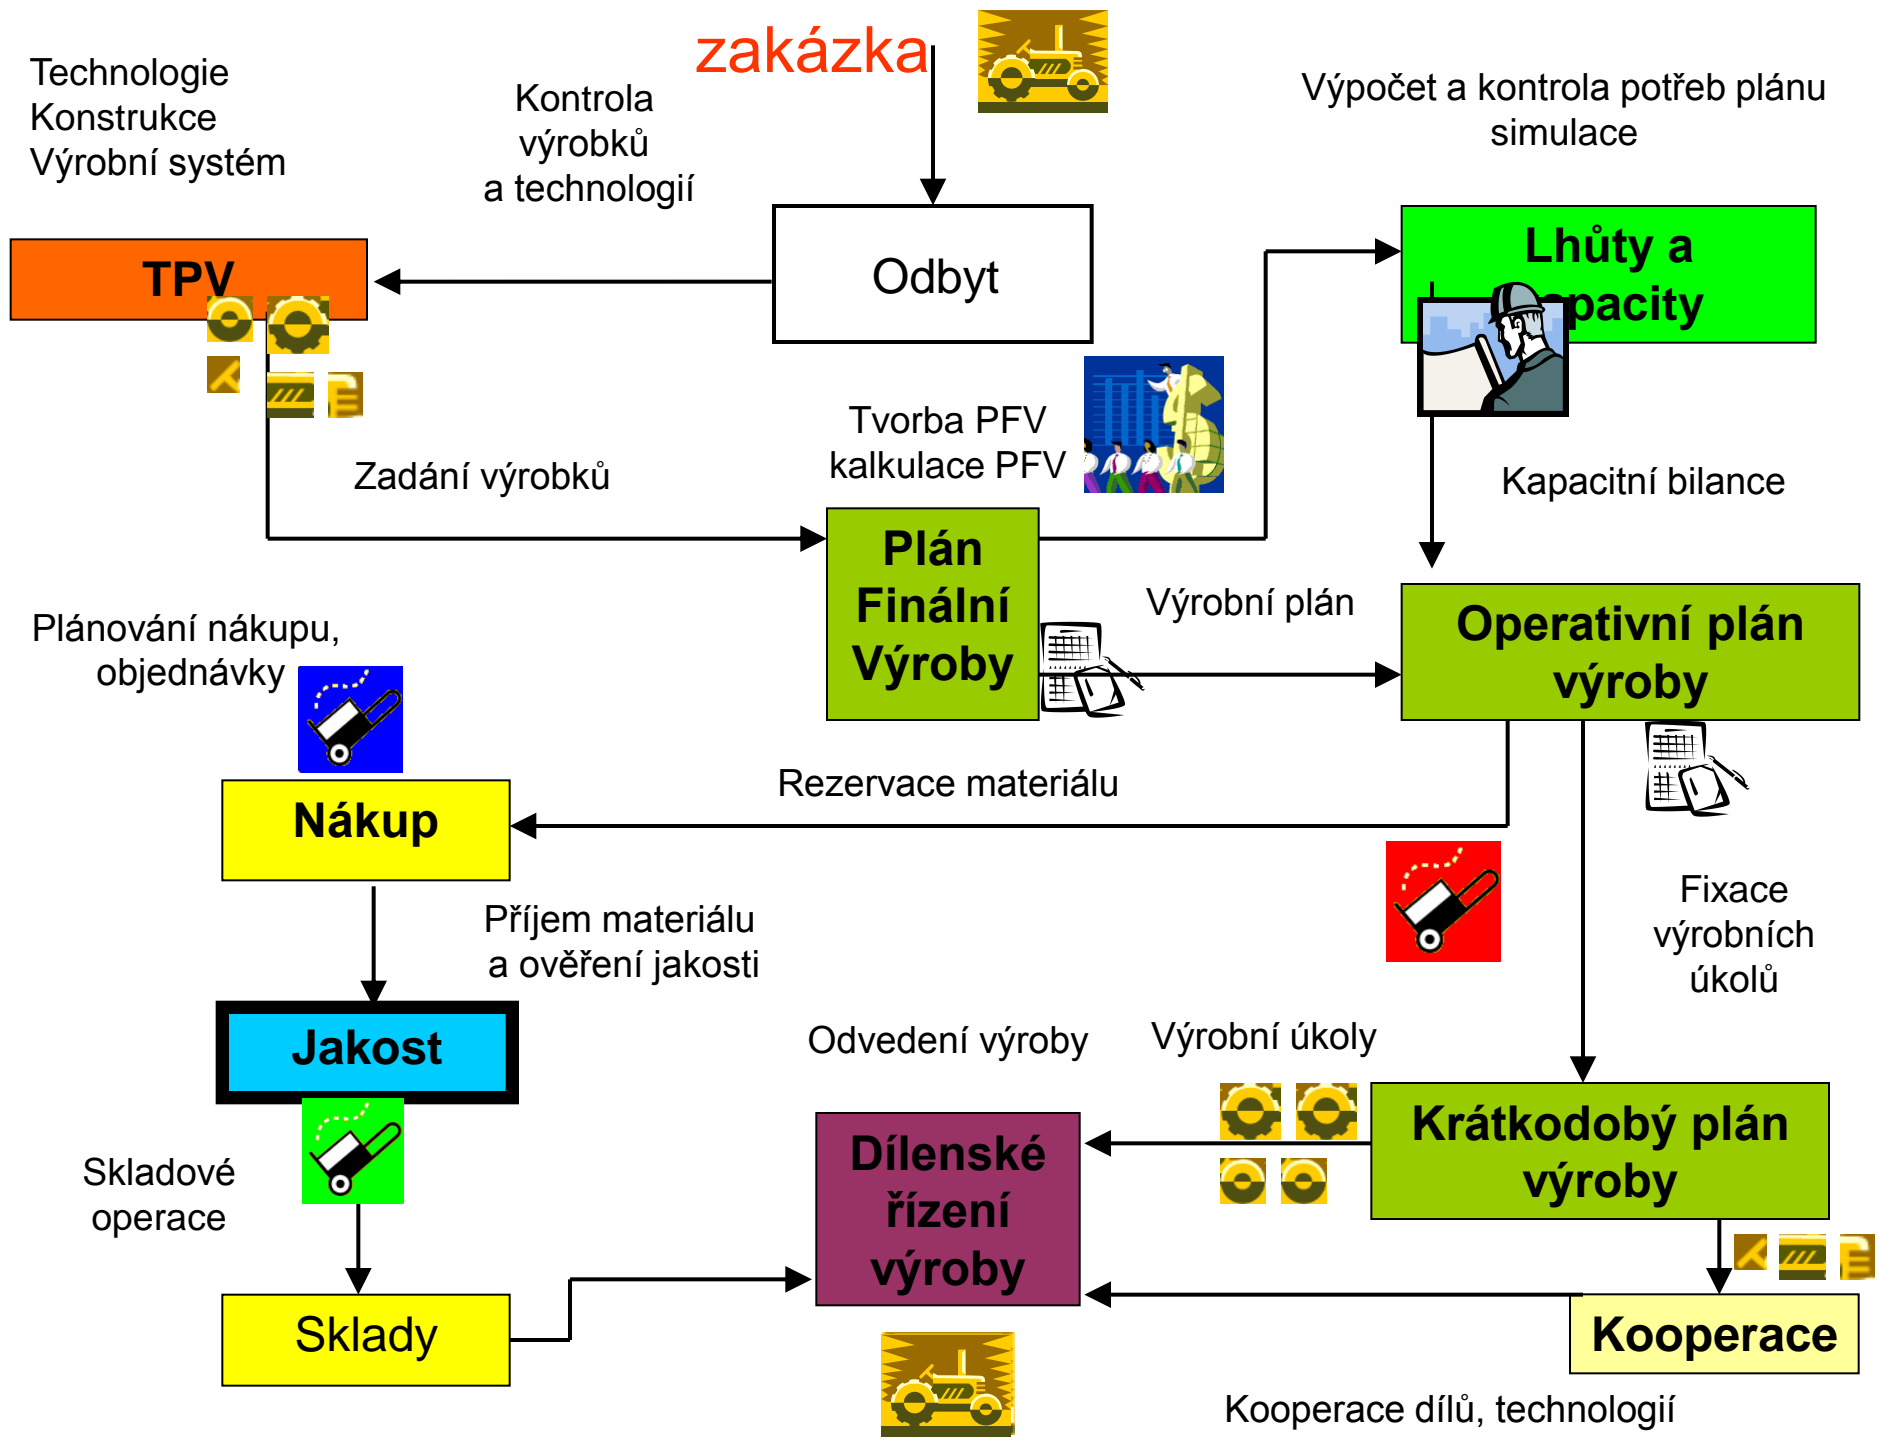 zakázka
Technologie
Konstrukce
Výrobní systém
Kontrola
výrobků
a technologií
Výpočet a kontrola potřeb plánu
simulace
TPV
Odbyt
Lhůty a
pacity
Tvorba PFV
kalkulace PFV
Zadání výrobků
Kapacitní bilance
Plán
Finální
Výroby
Výrobní plán
Operativní plán
výroby
Plánování nákupu,
objednávky
Rezervace materiálu
Nákup
Příjem materiálu
a ověření jakosti
Fixace
výrobních
úkolů
Jakost
Odvedení výroby
Výrobní úkoly
Dílenské
řízení
výroby
Krátkodobý plán
výroby
Skladové
operace
Sklady
Kooperace
Kooperace dílů, technologií